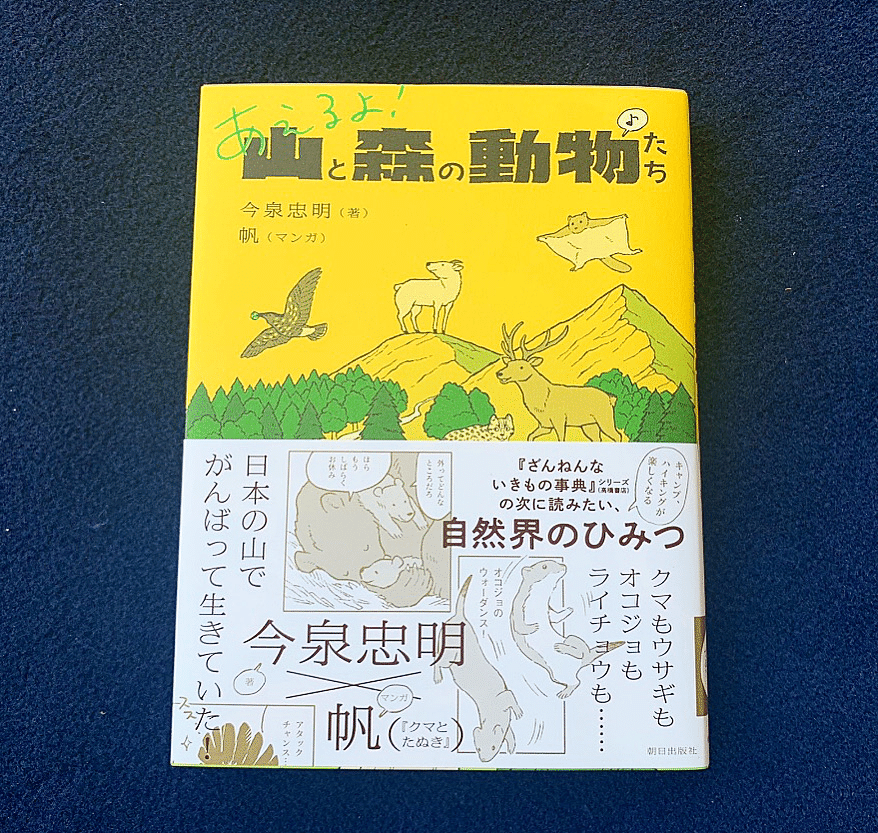 あえるよ！
山と森の動物たち
よ
今泉忠明（著）
帆（マンガ）
『ざんねんな
いきもの事典』シリーズ（高橋書店）
の次に読みたい、
自然界のひみつ
キャンプ、
ハイキングが
楽しくなる
日本の山で
がんばって生きていた！
外ってどんな
ところだろ
ほら
もう
しばらく
お休み
オコジョの
ウォーダンス！
クマもウサギも
オコジョも
ライチョウも……
今泉忠明
著
×
マンガ
帆（『クマと
たぬき』）
アタック
チャンス…
朝日出版社